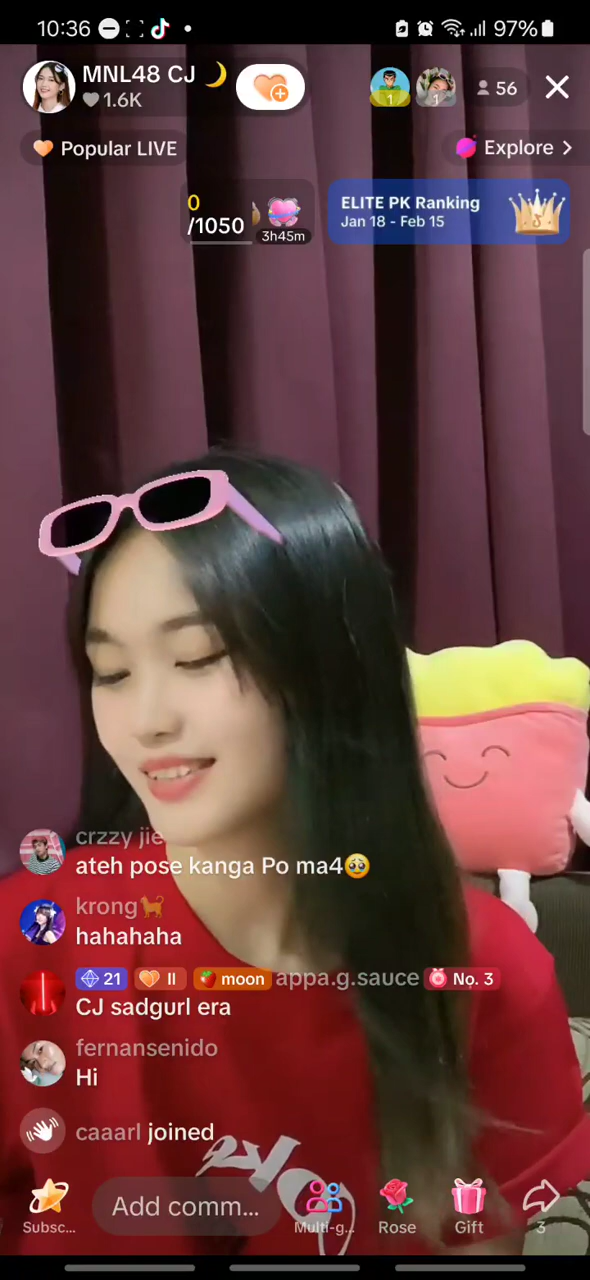 10:36
97%
MNL48 CJ 🌙
1.6K
56
Popular LIVE
Explore >
0
/1050
3h45m
ELITE PK Ranking
Jan 18 - Feb 15
crzzy jie
ateh pose kanga Po ma4🥹
krong🐈
hahahaha
21 II moon appa.g.sauce No. 3
CJ sadgurl era
fernansenido
Hi
caaarl joined
Add comm...
Subsc...
Multi-g...
Rose
Gift
3